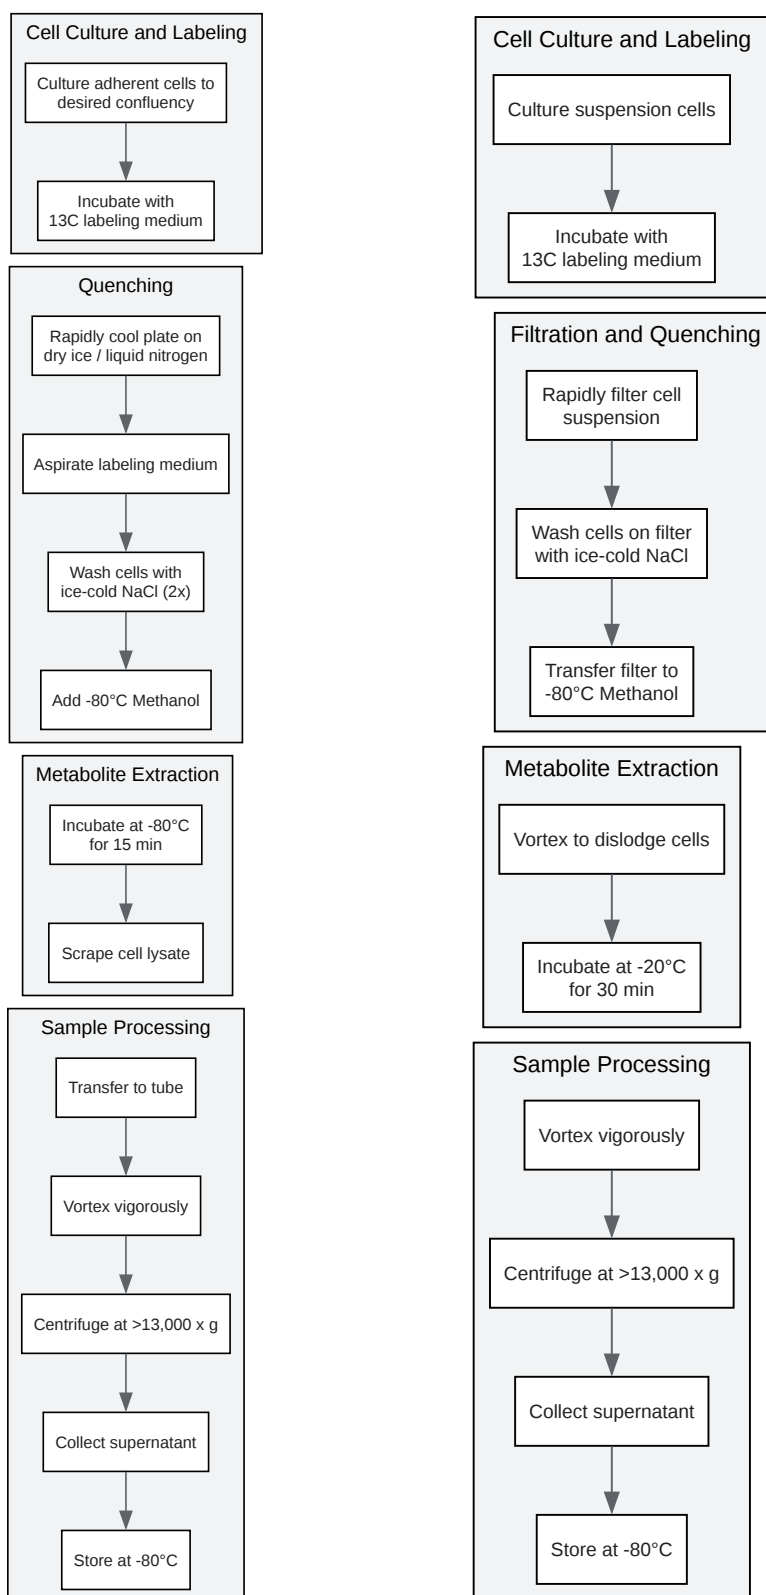 Cell Culture and Labeling
Culture adherent cells to
desired confluency
Incubate with
13C labeling medium
Quenching
Rapidly cool plate on
dry ice / liquid nitrogen
Aspirate labeling medium
Wash cells with
ice-cold NaCl (2x)
Add -80°C Methanol
Metabolite Extraction
Incubate at -80°C
for 15 min
Scrape cell lysate
Sample Processing
Transfer to tube
Vortex vigorously
Centrifuge at >13,000 x g
Collect supernatant
Store at -80°C
Cell Culture and Labeling
Culture suspension cells
Incubate with
13C labeling medium
Filtration and Quenching
Rapidly filter cell
suspension
Wash cells on filter
with ice-cold NaCl
Transfer filter to
-80°C Methanol
Metabolite Extraction
Vortex to dislodge cells
Incubate at -20°C
for 30 min
Sample Processing
Vortex vigorously
Centrifuge at >13,000 x g
Collect supernatant
Store at -80°C